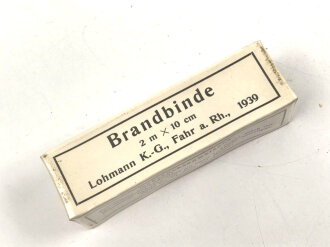 Brandbinde
2 m × 10 cm
Lohmann K.-G., Fahr a. Rh., 1939